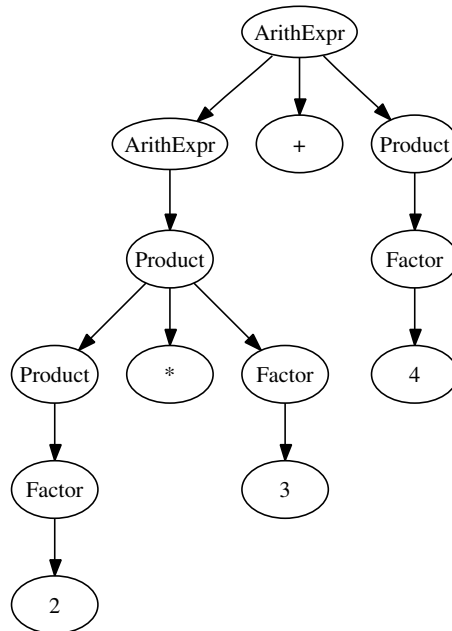 ArithExpr
ArithExpr + Product
Product Factor
Product * Factor 4
Factor 3
2